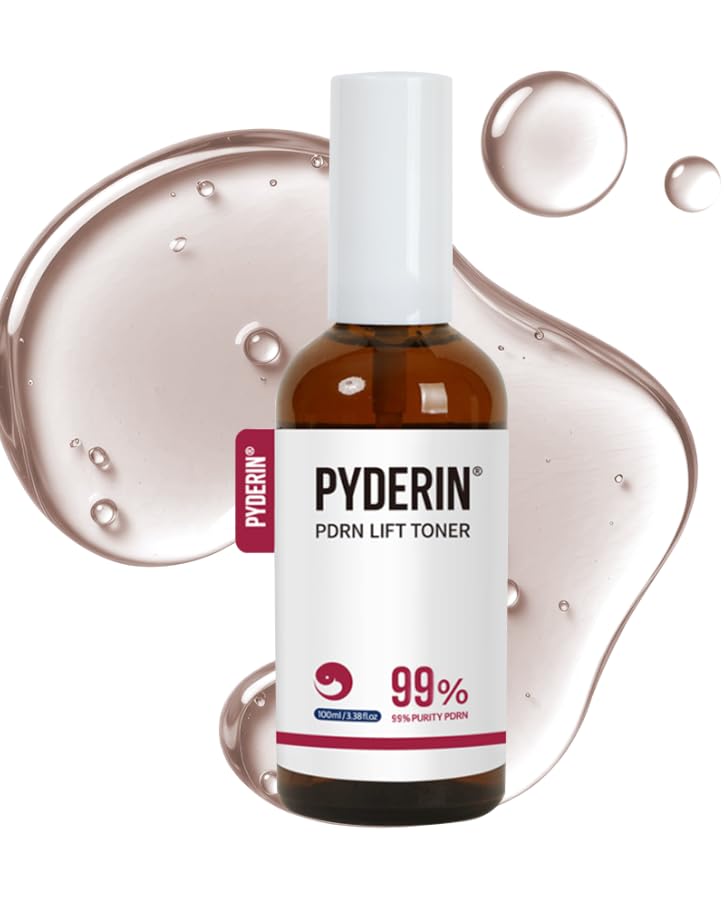 PYDERIN®
PYDERIN®
PDRN LIFT TONER
99%
100ml/3.38fl.oz
99% PURITY PDRN